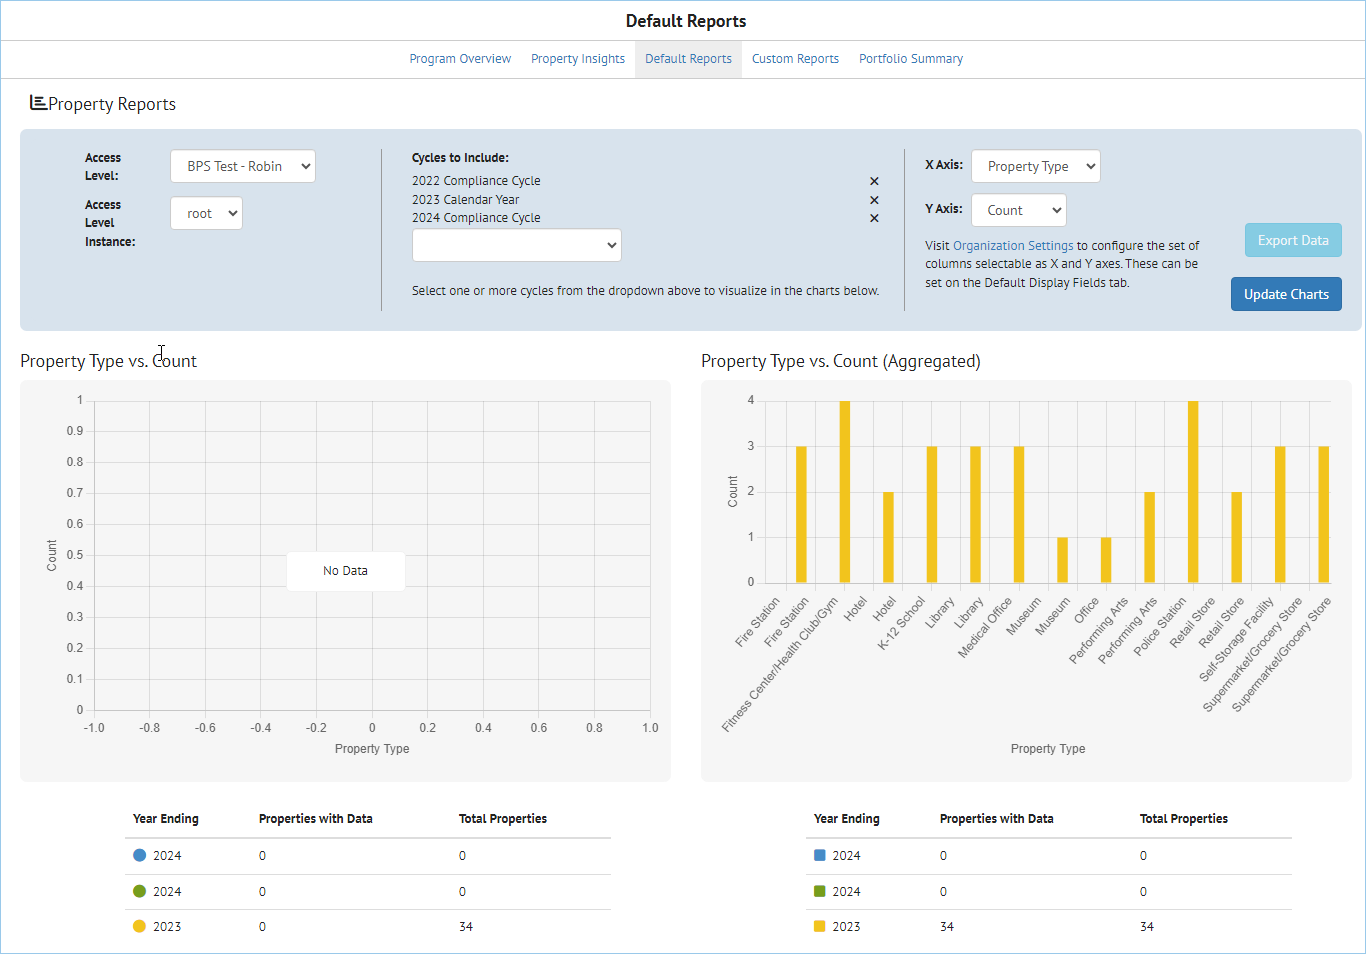 Default Reports
Program Overview
Property Insights
Default Reports
Custom Reports
Portfolio Summary
Property Reports
Access Level:
BPS Test - Robin
Access Level Instance:
root
Cycles to Include:
2022 Compliance Cycle ×
2023 Calendar Year ×
2024 Compliance Cycle ×
Select one or more cycles from the dropdown above to visualize in the charts below.
X Axis: Property Type
Y Axis: Count
Visit Organization Settings to configure the set of
columns selectable as X and Y axes. These can be
set on the Default Display Fields tab.
Export Data
Update Charts
Property Type vs. Count
1
0.9
0.8
0.7
0.6
0.5
0.4
0.3
0.2
0.1
0
Count
No Data
-1.0 -0.8 -0.6 -0.4 -0.2 0 0.2 0.4 0.6 0.8 1.0
Property Type
Property Type vs. Count (Aggregated)
4
3
2
1
0
Count
Fire Station
Fire Station
Fitness Center/Health Club/Gym
Hotel
Hotel
K-12 School
Library
Library
Medical Office
Museum
Museum
Office
Performing Arts
Performing Arts
Police Station
Retail Store
Retail Store
Self-Storage Facility
Supermarket/Grocery Store
Supermarket/Grocery Store
Property Type
Year Ending Properties with Data Total Properties
2024 0 0
2024 0 0
2023 0 34
Year Ending Properties with Data Total Properties
2024 0 0
2024 0 0
2023 34 34